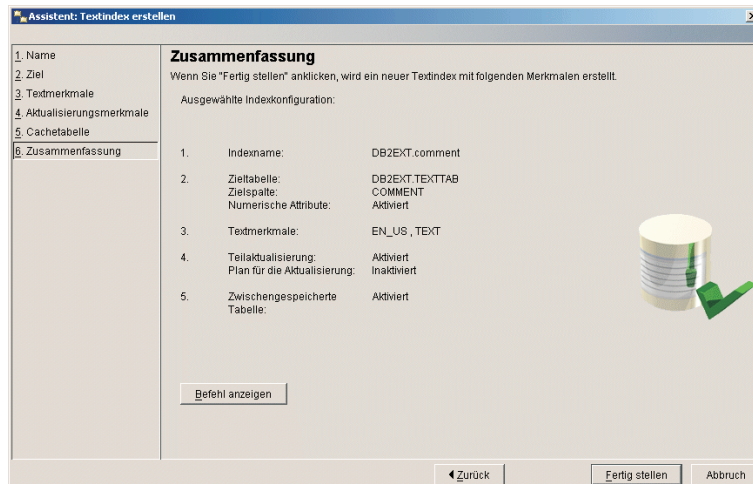 Assistent: Textindex erstellen
1. Name
2. Ziel
3. Textmerkmale
4. Aktualisierungsmerkmale
5. Cachetabelle
6. Zusammenfassung
Zusammenfassung
Wenn Sie "Fertig stellen" anklicken, wird ein neuer Textindex mit folgenden Merkmalen erstellt.
Ausgewählte Indexkonfiguration:
1. Indexname: DB2EXT.comment
2. Zieltabelle: DB2EXT.TEXTTAB
Zielspalte: COMMENT
Numerische Attribute: Aktiviert
3. Textmerkmale: EN_US , TEXT
4. Teilaktualisierung: Aktiviert
Plan für die Aktualisierung: Inaktiviert
5. Zwischengespeicherte Aktiviert
Tabelle:
Befehl anzeigen
Zurück Fertig stellen Abbruch